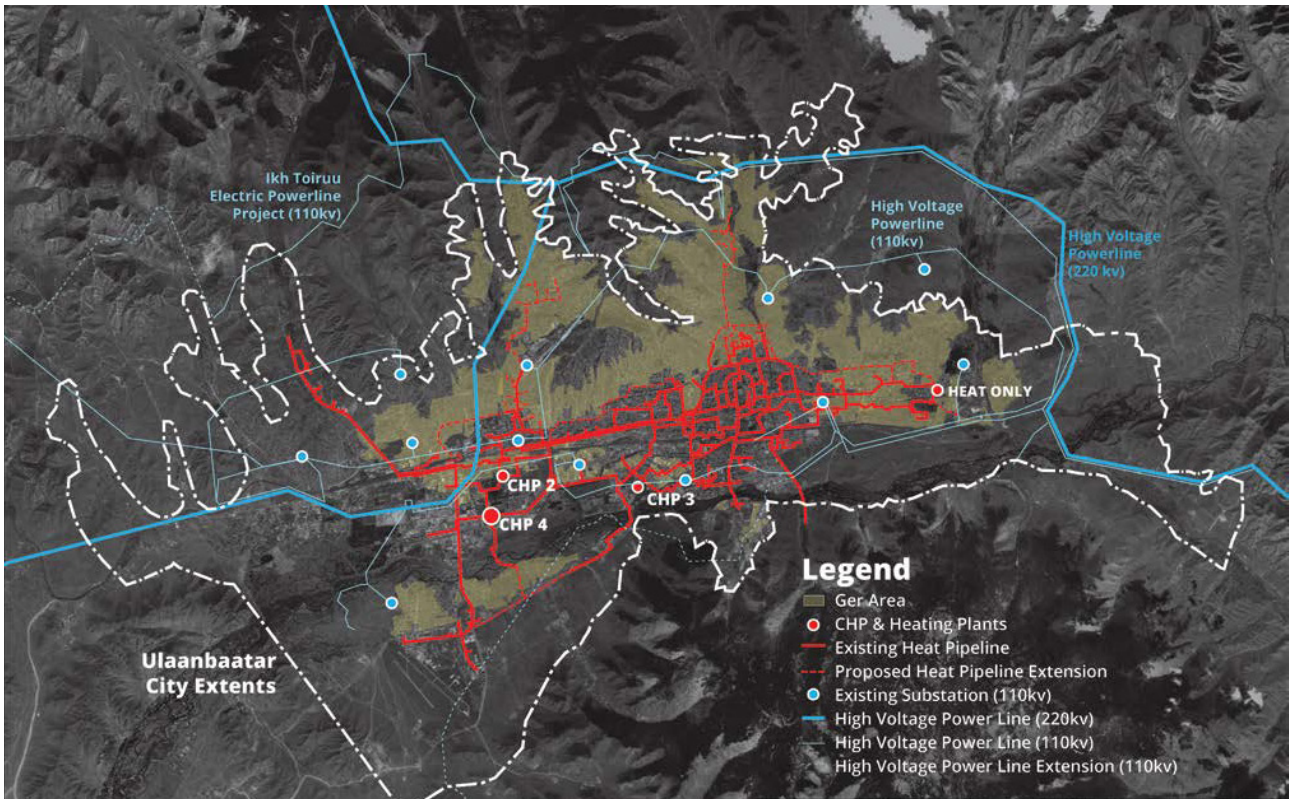 Ikh Toiruu
Electric Powerline
Project (110kv)
High Voltage
Powerline
(110kv)
High Voltage
Powerline
(220 kv)
HEAT ONLY
CHP 2
CHP 3
CHP 4
Ulaanbaatar
City Extents
Legend
Ger Area
CHP & Heating Plants
Existing Heat Pipeline
Proposed Heat Pipeline Extension
Existing Substation (110kv)
High Voltage Power Line (220kv)
High Voltage Power Line (110kv)
High Voltage Power Line Extension (110kv)